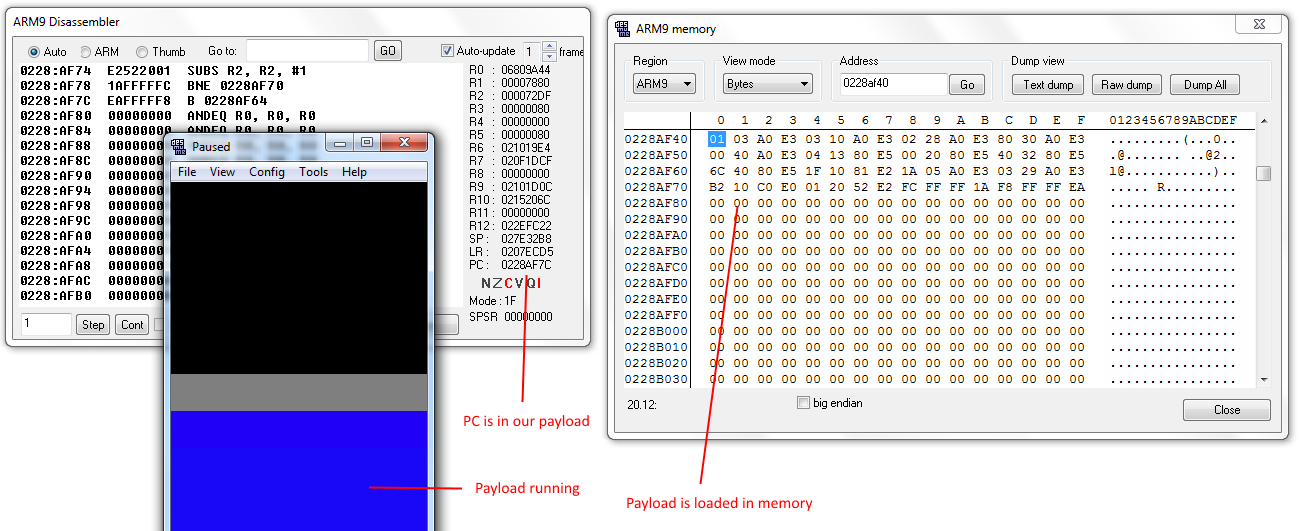 ARM9 Disassembler
Auto ARM Thumb Go to: GO Auto-update 1 frame
0228:AF74 E2522001 SUBS R2, R2, #1
0228:AF78 1AFFFFFC BNE 0228AF70
0228:AF7C EAFFFFF8 B 0228AF64
0228:AF80 00000000 ANDEQ R0, R0, R0
0228:AF84 00000000 ANDEQ R0, R0, R0
0228:AF88 0000000
0228:AF8C 0000000
0228:AF90 0000000
0228:AF94 0000000
0228:AF98 0000000
0228:AF9C 0000000
0228:AFA0 0000000
0228:AFA4 0000000
0228:AFA8 0000000
0228:AFAC 0000000
0228:AFB0 0000000
R0 : 06809A44
R1 : 00007880
R2 : 000072DF
R3 : 00000080
R4 : 00000000
R5 : 00000080
R6 : 021019E4
R7 : 020F1DCF
R8 : 00000000
R9 : 02101D0C
R10 : 0215206C
R11 : 00000000
R12 : 022EFC22
SP : 027E32B8
LR : 0207ECD5
PC : 0228AF7C
NZCVQI
Mode : 1F
SPSR 00000000
1 Step Cont
Paused
File View Config Tools Help
PC is in our payload
Payload running
ARM9 memory
Region View mode Address Dump view
ARM9 Bytes 0228af40 Go Text dump Raw dump Dump All
0 1 2 3 4 5 6 7 8 9 A B C D E F 0123456789ABCDEF
0228AF40 01 03 A0 E3 03 10 A0 E3 02 28 A0 E3 80 30 A0 E3 .........(...0..
0228AF50 00 40 A0 E3 04 13 80 E5 00 20 80 E5 40 32 80 E5 .@....... ..@2..
0228AF60 6C 40 80 E5 1F 10 81 E2 1A 05 A0 E3 03 29 A0 E3 l@...........)..
0228AF70 B2 10 C0 E0 01 20 52 E2 FC FF FF 1A F8 FF FF EA ..... R.........
0228AF80 00 00 00 00 00 00 00 00 00 00 00 00 00 00 00 00 ................
0228AF90 00 00 00 00 00 00 00 00 00 00 00 00 00 00 00 00 ................
0228AFA0 00 00 00 00 00 00 00 00 00 00 00 00 00 00 00 00 ................
0228AFB0 00 00 00 00 00 00 00 00 00 00 00 00 00 00 00 00 ................
0228AFC0 00 00 00 00 00 00 00 00 00 00 00 00 00 00 00 00 ................
0228AFD0 00 00 00 00 00 00 00 00 00 00 00 00 00 00 00 00 ................
0228AFE0 00 00 00 00 00 00 00 00 00 00 00 00 00 00 00 00 ................
0228AFF0 00 00 00 00 00 00 00 00 00 00 00 00 00 00 00 00 ................
0228B000 00 00 00 00 00 00 00 00 00 00 00 00 00 00 00 00 ................
0228B010 00 00 00 00 00 00 00 00 00 00 00 00 00 00 00 00 ................
0228B020 00 00 00 00 00 00 00 00 00 00 00 00 00 00 00 00 ................
0228B030 00 00 00 00 00 00 00 00 00 00 00 00 00 00 00 00 ................
20.12: big endian Close
Payload is loaded in memory